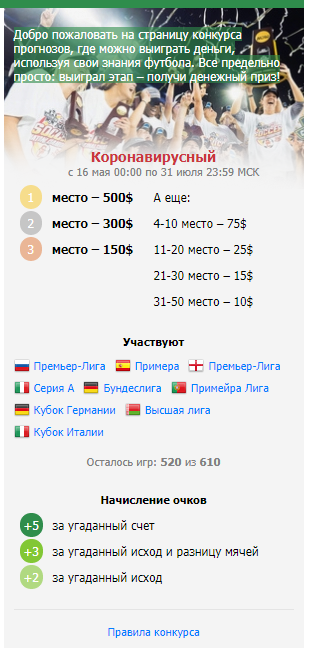 Добро пожаловать на страницу конкурса
прогнозов, где можно выиграть деньги,
используя свои знания футбола. Все предельно
просто: выиграл этап – получи денежный приз!
Коронавирусный
с 16 мая 00:00 по 31 июля 23:59 МСК
1 место – 500$ А еще:
2 место – 300$ 4-10 место – 75$
3 место – 150$ 11-20 место – 25$
21-30 место – 15$
31-50 место – 10$
Участвуют
Премьер-Лига Примера Премьер-Лига
Серия А Бундеслига Примейра Лига
Кубок Германии Высшая лига
Кубок Италии
Осталось игр: 520 из 610
Начисление очков
+5 за угаданный счет
+3 за угаданный исход и разницу мячей
+2 за угаданный исход
Правила конкурса